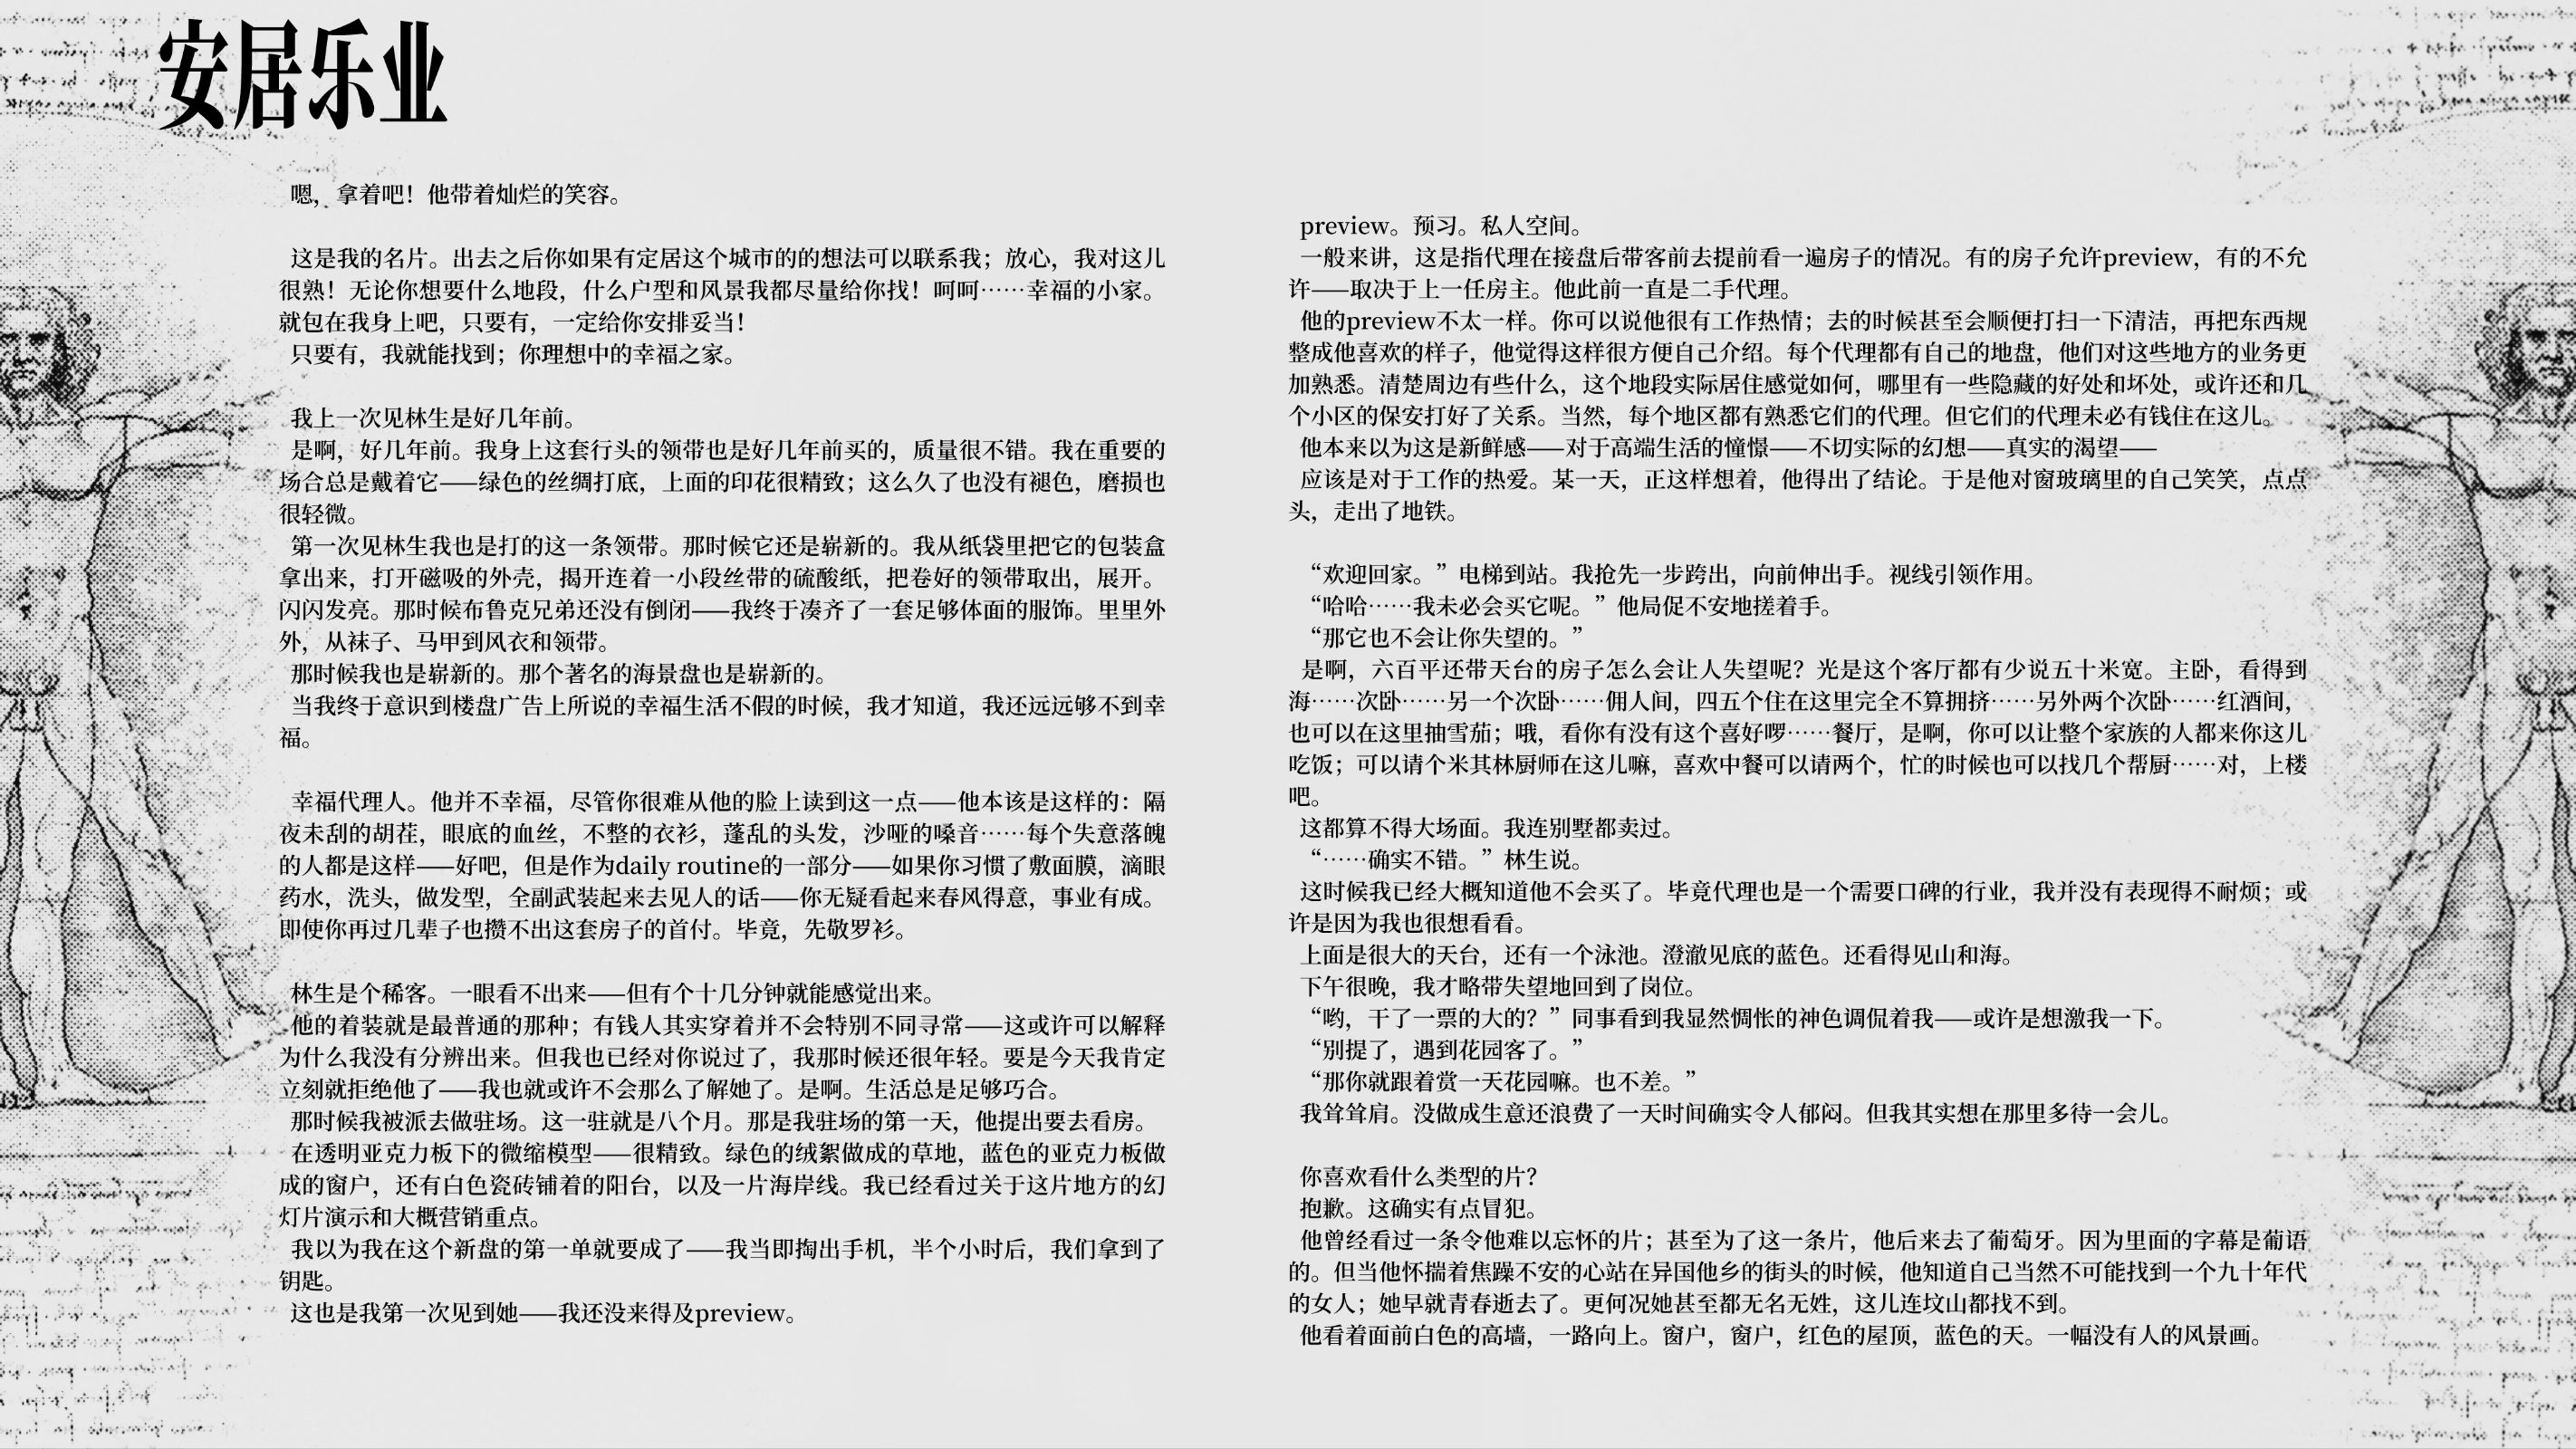 安居乐业
嗯，拿着吧！他带着灿烂的笑容。
这是我的名片。出去之后你如果有定居这个城市的的想法可以联系我；放心，我对这儿
很熟！无论你想要什么地段，什么户型和风景我都尽量给你找！呵呵……幸福的小家。
就包在我身上吧，只要有，一定给你安排妥当！
只要有，我就能找到；你理想中的幸福之家。
我上一次见林生是好几年前。
是啊，好几年前。我身上这套行头的领带也是好几年前买的，质量很不错。我在重要的
场合总是戴着它——绿色的丝绸打底，上面的印花很精致；这么久了也没有褪色，磨损也
很轻微。
第一次见林生我也是打的这一条领带。那时候它还是崭新的。我从纸袋里把它的包装盒
拿出来，打开磁吸的外壳，揭开连着一小段丝带的硫酸纸，把卷好的领带取出，展开。
闪闪发亮。那时候布鲁克兄弟还没有倒闭——我终于凑齐了一套足够体面的服饰。里里外
外，从袜子、马甲到风衣和领带。
那时候我也是崭新的。那个著名的海景盘也是崭新的。
当我终于意识到楼盘广告上所说的幸福生活不假的时候，我才知道，我还远远够不到幸
福。
幸福代理人。他并不幸福，尽管你很难从他的脸上读到这一点——他本该是这样的：隔
夜未刮的胡茬，眼底的血丝，不整的衣衫，蓬乱的头发，沙哑的嗓音……每个失意落魄
的人都是这样——好吧，但是作为daily routine的一部分——如果你习惯了敷面膜，滴眼
药水，洗头，做发型，全副武装起来去见人的话——你无疑看起来春风得意，事业有成。
即使你再过几辈子也攒不出这套房子的首付。毕竟，先敬罗衫。
林生是个稀客。一眼看不出来——但有个十几分钟就能感觉出来。
他的着装就是最普通的那种；有钱人其实穿着并不会特别不同寻常——这或许可以解释
为什么我没有分辨出来。但我也已经对你说过了，我那时候还很年轻。要是今天我肯定
立刻就拒绝他了——我也就或许不会那么了解她了。是啊。生活总是足够巧合。
那时候我被派去做驻场。这一驻就是八个月。那是我驻场的第一天，他提出要去看房。
在透明亚克力板下的微缩模型——很精致。绿色的绒絮做成的草地，蓝色的亚克力板做
成的窗户，还有白色瓷砖铺着的阳台，以及一片海岸线。我已经看过关于这片地方的幻
灯片演示和大概营销重点。
我以为我在这个新盘的第一单就要成了——我当即掏出手机，半个小时后，我们拿到了
钥匙。
这也是我第一次见到她——我还没来得及preview。
preview。预习。私人空间。
一般来讲，这是指代理在接盘后带客前去提前看一遍房子的情况。有的房子允许preview，有的不允
许——取决于上一任房主。他此前一直是二手代理。
他的preview不太一样。你可以说他很有工作热情；去的时候甚至会顺便打扫一下清洁，再把东西规
整成他喜欢的样子，他觉得这样很方便自己介绍。每个代理都有自己的地盘，他们对这些地方的业务更
加熟悉。清楚周边有些什么，这个地段实际居住感觉如何，哪里有一些隐藏的好处和坏处，或许还和几
个小区的保安打好了关系。当然，每个地区都有熟悉它们的代理。但它们的代理未必有钱住在这儿。
他本来以为这是新鲜感——对于高端生活的憧憬——不切实际的幻想——真实的渴望——
应该是对于工作的热爱。某一天，正这样想着，他得出了结论。于是他对窗玻璃里的自己笑笑，点点
头，走出了地铁。
“欢迎回家。”电梯到站。我抢先一步跨出，向前伸出手。视线引领作用。
“哈哈……我未必会买它呢。”他局促不安地搓着手。
“那它也不会让你失望的。”
是啊，六百平还带天台的房子怎么会让人失望呢？光是这个客厅都有少说五十米宽。主卧，看得到
海……次卧……另一个次卧……佣人间，四五个住在这里完全不算拥挤……另外两个次卧……红酒间，
也可以在这里抽雪茄；哦，看你有没有这个喜好啰……餐厅，是啊，你可以让整个家族的人都来你这儿
吃饭；可以请个米其林厨师在这儿嘛，喜欢中餐可以请两个，忙的时候也可以找几个帮厨……对，上楼
吧。
这都算不得大场面。我连别墅都卖过。
“……确实不错。”林生说。
这时候我已经大概知道他不会买了。毕竟代理也是一个需要口碑的行业，我并没有表现得不耐烦；或
许是因为我也很想看看。
上面是很大的天台，还有一个泳池。澄澈见底的蓝色。还看得见山和海。
下午很晚，我才略带失望地回到了岗位。
“哟，干了一票的大的？”同事看到我显然惆怅的神色调侃着我——或许是想激我一下。
“别提了，遇到花园客了。”
“那你就跟着赏一天花园嘛。也不差。”
我耸耸肩。没做成生意还浪费了一天时间确实令人郁闷。但我其实想在那里多待一会儿。
你喜欢看什么类型的片？
抱歉。这确实有点冒犯。
他曾经看过一条令他难以忘怀的片；甚至为了这一条片，他后来去了葡萄牙。因为里面的字幕是葡语
的。但当他怀揣着焦躁不安的心站在异国他乡的街头的时候，他知道自己当然不可能找到一个九十年代
的女人；她早就青春逝去了。更何况她甚至都无名无姓，这儿连坟山都找不到。
他看着面前白色的高墙，一路向上。窗户，窗户，红色的屋顶，蓝色的天。一幅没有人的风景画。